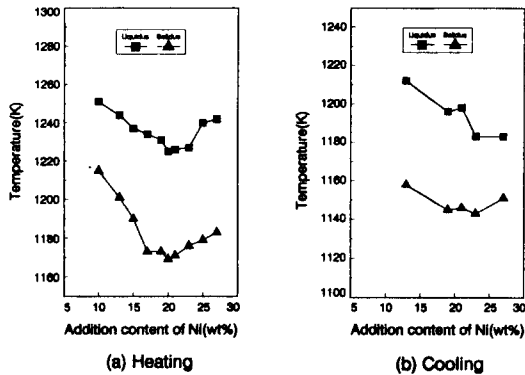 1300
1280
1260
1240
1220
1200
1180
1160
Temperature(K)
Liquidus Solidus
5 10 15 20 25 30
Addition content of Ni(wt%)
(a) Heating
1250
1240
1220
1200
1180
1160
1140
1120
1100
Temperature(K)
Liquidus Solidus
5 10 15 20 25 30
Addition content of Ni(wt%)
(b) Cooling